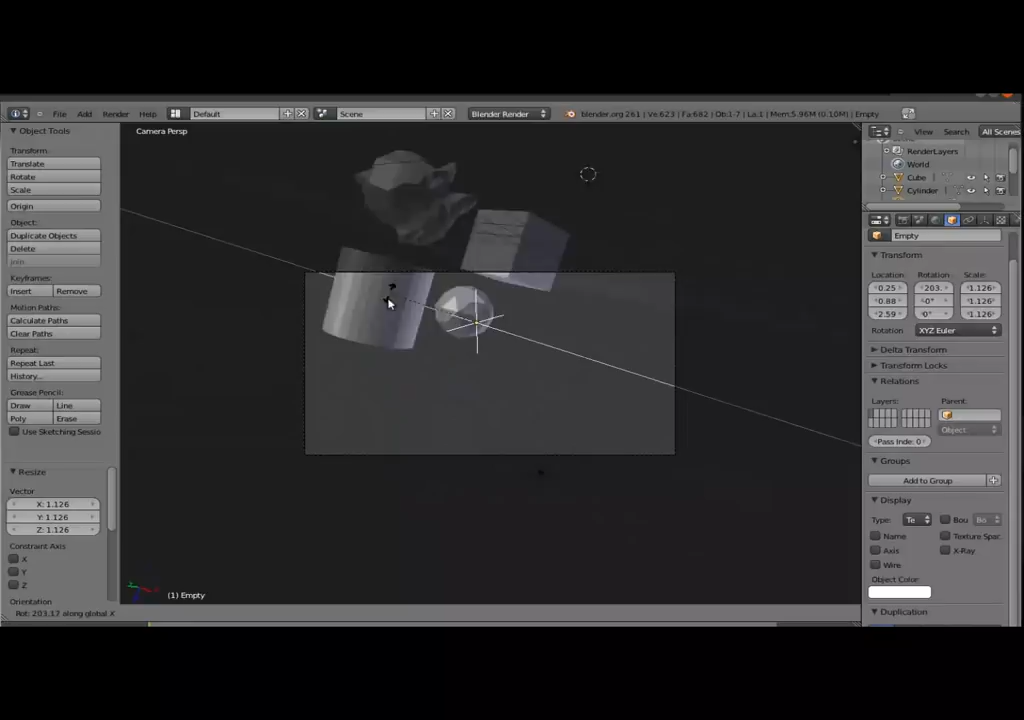 File Add Render Help Default Scene Blender Render blender.org 261 | Ve:623 | Fa:682 | Ob:1-7 | La:1 | Mem:5.96M (0.10M) | Empty
Object Tools
Transform:
Translate
Rotate
Scale
Origin
Object:
Duplicate Objects
Delete
Join
Keyframes:
Insert Remove
Motion Paths:
Calculate Paths
Clear Paths
Repeat:
Repeat Last
History...
Grease Pencil:
Draw Line
Poly Erase
Use Sketching Sessio
Resize
Vector
X: 1.126
Y: 1.126
Z: 1.126
Constraint Axis
X
Y
Z
Orientation
Rot: 203.17 along global X
Camera Persp
(1) Empty
View Search All Scenes
RenderLayers
World
Cube
Cylinder
Empty
Transform
Location: Rotation: Scale:
0.25 203. 1.126
0.88 -0° 1.126
2.59 0° 1.126
Rotation: XYZ Euler
Delta Transform
Transform Locks
Relations
Layers: Parent:
Object
Pass Inde: 0
Groups
Add to Group
Display
Type: Te Bou Bo
Name Texture Spac
Axis X-Ray
Wire
Object Color:
Duplication